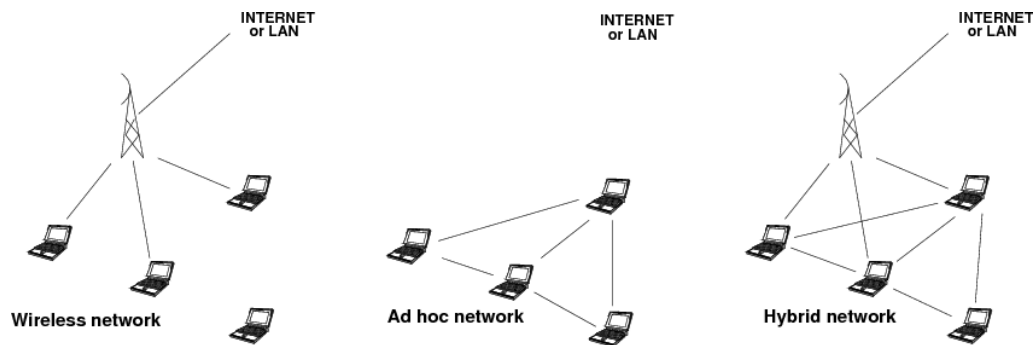 INTERNET
or LAN
INTERNET
or LAN
INTERNET
or LAN
Wireless network
Ad hoc network
Hybrid network